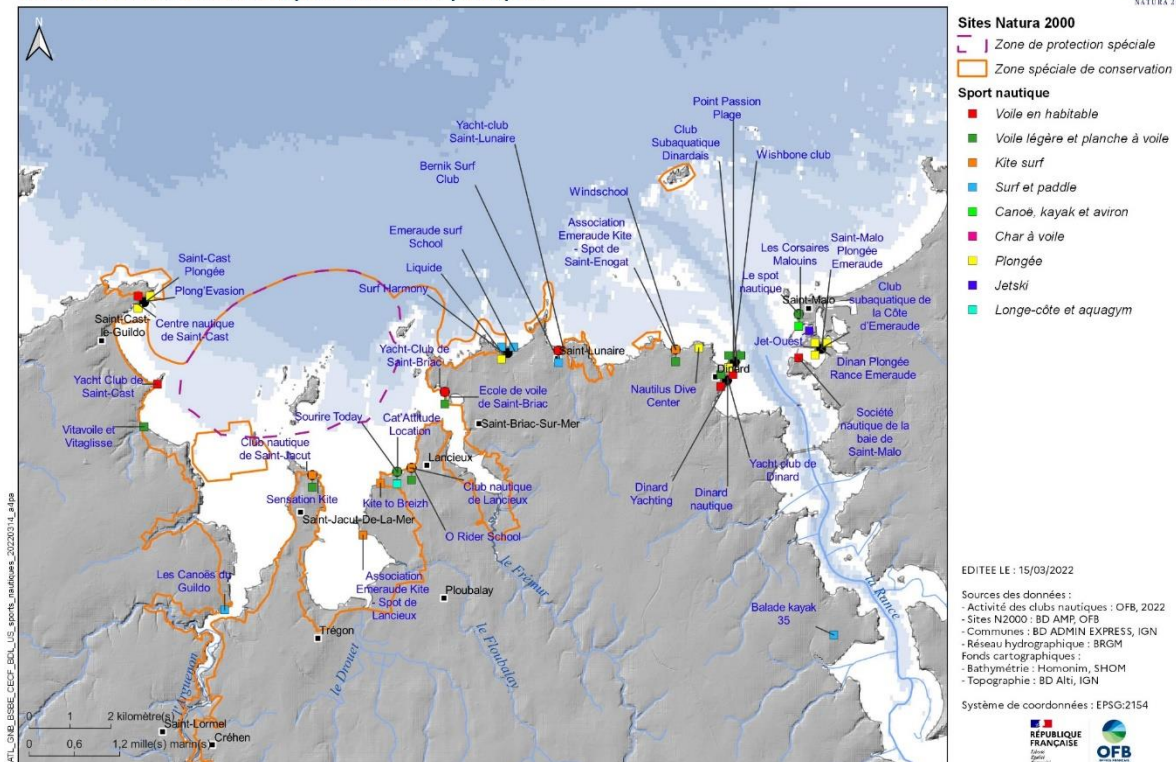 N
NATURA 2
Sites Natura 2000
Zone de protection spéciale
Zone spéciale de conservation
Sport nautique
Voile en habitable
Voile légère et planche à voile
Kite surf
Surf et paddle
Canoë, kayak et aviron
Char à voile
Plongée
Jetski
Longe-côte et aquagym
Point Passion
Plage
Yacht-club
Saint-Lunaire
Club
Subaquatique
Dinardais
Wishbone club
Bernik Surf
Club
Windschool
Emeraude surf
School
Association
Emeraude Kite
- Spot de
Saint-Enogat
Saint-Malo
Plongée
Emeraude
Les Corsaires
Malouins
Saint-Cast
Plongée
Liquide
Le spot
nautique
Plong'Evasion
Surf Harmony
Saint-Malo
Club
subaquatique de
la Côte
d'Emeraude
Saint-Cast-
le-Guildo
Centre nautique
de Saint-Cast
Jet-Ouest
Yacht-Club de
Saint-Briac
Saint-Lunaire
Dinan Plongée
Rance Emeraude
Dinard
Nautilus Dive
Center
Yacht Club de
Saint-Cast
Ecole de voile
de Saint-Briac
Sourire Today
Cat'Attitude
Location
Saint-Briac-Sur-Mer
Société
nautique de la
baie de
Saint-Malo
Vitavoile et
Vitaglisse
Club nautique
de Saint-Jacut
Lancieux
Yacht club de
Dinard
Sensation Kite
Kite to Breizh
Club nautique
de Lancieux
Dinard
Yachting
Dinard
nautique
Saint-Jacut-De-La-Mer
O Rider School
le Frémur
Les Canoës du
Guildo
Association
Emeraude Kite
- Spot de
Lancieux
Ploubalay
la Rance
Balade kayak
35
Trégon
le Drouet
le Floubalay
l'Arguenon
0 1 2 kilomètre(s)
Saint-Lormel
0 0,6 1,2 mille(s) marin(s)
Créhen
ATL_GNB_BSBE_CECF_BDL_US_sports_nautiques_20220314_a4pa
EDITEE LE : 15/03/2022
Sources des données :
- Activité des clubs nautiques : OFB, 2022
- Sites N2000 : BD AMP, OFB
- Communes : BD ADMIN EXPRESS, IGN
- Réseau hydrographique : BRGM
Fonds cartographiques :
- Bathymétrie : Homonim, SHOM
- Topographie : BD Alti, IGN
Système de coordonnées : EPSG:2154
RÉPUBLIQUE
FRANÇAISE
Liberté
Égalité
OFB